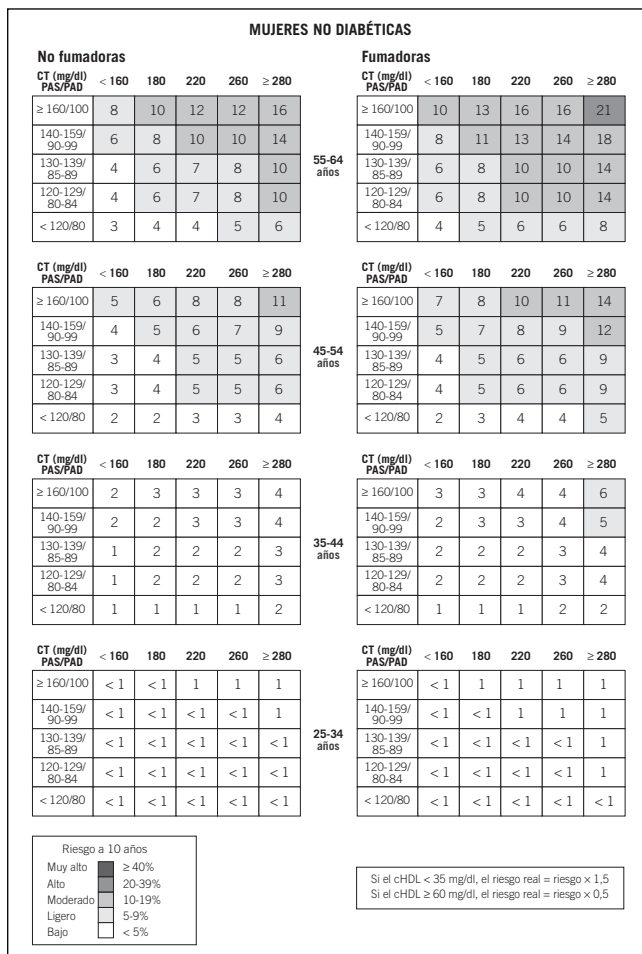 MUJERES NO DIABÉTICAS
No fumadoras
CT (mg/dl) PAS/PAD < 160 180 220 260 ≥ 280
≥ 160/100 8 10 12 12 16
140-159/90-99 6 8 10 10 14
130-139/85-89 4 6 7 8 10
120-129/80-84 4 6 7 8 10
< 120/80 3 4 4 5 6
Fumadoras
CT (mg/dl) PAS/PAD < 160 180 220 260 ≥ 280
≥ 160/100 10 13 16 16 21
140-159/90-99 8 11 13 14 18
130-139/85-89 6 8 10 10 14
120-129/80-84 6 8 10 10 14
< 120/80 4 5 6 6 8
55-64 años
CT (mg/dl) PAS/PAD < 160 180 220 260 ≥ 280
≥ 160/100 5 6 8 8 11
140-159/90-99 4 5 6 7 9
130-139/85-89 3 4 5 5 6
120-129/80-84 3 4 5 5 6
< 120/80 2 2 3 3 4
CT (mg/dl) PAS/PAD < 160 180 220 260 ≥ 280
≥ 160/100 7 8 10 11 14
140-159/90-99 5 7 8 9 12
130-139/85-89 4 5 6 6 9
120-129/80-84 4 5 6 6 9
< 120/80 2 3 4 4 5
45-54 años
CT (mg/dl) PAS/PAD < 160 180 220 260 ≥ 280
≥ 160/100 2 3 3 3 4
140-159/90-99 2 2 3 3 4
130-139/85-89 1 2 2 2 3
120-129/80-84 1 2 2 2 3
< 120/80 1 1 1 1 2
CT (mg/dl) PAS/PAD < 160 180 220 260 ≥ 280
≥ 160/100 3 3 4 4 6
140-159/90-99 2 3 3 4 5
130-139/85-89 2 2 2 3 4
120-129/80-84 2 2 2 3 4
< 120/80 1 1 1 2 2
35-44 años
CT (mg/dl) PAS/PAD < 160 180 220 260 ≥ 280
≥ 160/100 < 1 < 1 1 1 1
140-159/90-99 < 1 < 1 < 1 < 1 1
130-139/85-89 < 1 < 1 < 1 < 1 < 1
120-129/80-84 < 1 < 1 < 1 < 1 < 1
< 120/80 < 1 < 1 < 1 < 1 < 1
CT (mg/dl) PAS/PAD < 160 180 220 260 ≥ 280
≥ 160/100 < 1 1 1 1 1
140-159/90-99 < 1 < 1 1 1 1
130-139/85-89 < 1 < 1 < 1 < 1 1
120-129/80-84 < 1 < 1 < 1 < 1 1
< 120/80 < 1 < 1 < 1 < 1 < 1
25-34 años
Riesgo a 10 años
Muy alto ≥ 40%
Alto 20-39%
Moderado 10-19%
Ligero 5-9%
Bajo < 5%
Si el cHDL < 35 mg/dl, el riesgo real = riesgo × 1,5
Si el cHDL ≥ 60 mg/dl, el riesgo real = riesgo × 0,5